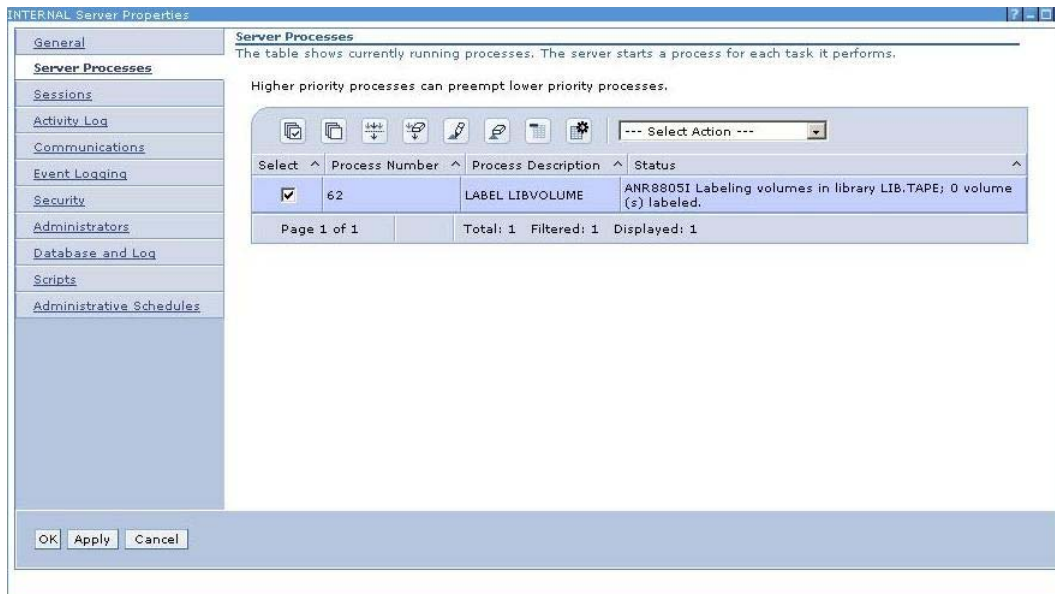 INTERNAL Server Properties
General
Server Processes
Sessions
Activity Log
Communications
Event Logging
Security
Administrators
Database and Log
Scripts
Administrative Schedules
Server Processes
The table shows currently running processes. The server starts a process for each task it performs.
Higher priority processes can preempt lower priority processes.
--- Select Action ---
Select ^ Process Number ^ Process Description ^ Status ^
62 LABEL LIBVOLUME ANR8805I Labeling volumes in library LIB.TAPE; 0 volume
(s) labeled.
Page 1 of 1 Total: 1 Filtered: 1 Displayed: 1
OK Apply Cancel